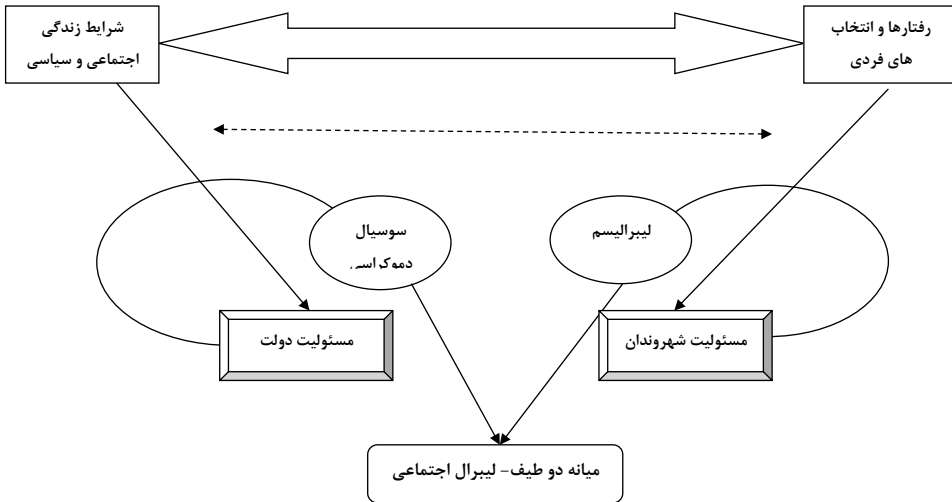 رفتارها و انتخاب
های فردی
شرایط زندگی
اجتماعی و سیاسی
لیبرالیسم
سوسیال
دموکراسی
مسئولیت شهروندان
مسئولیت دولت
میانه دو طیف- لیبرال اجتماعی